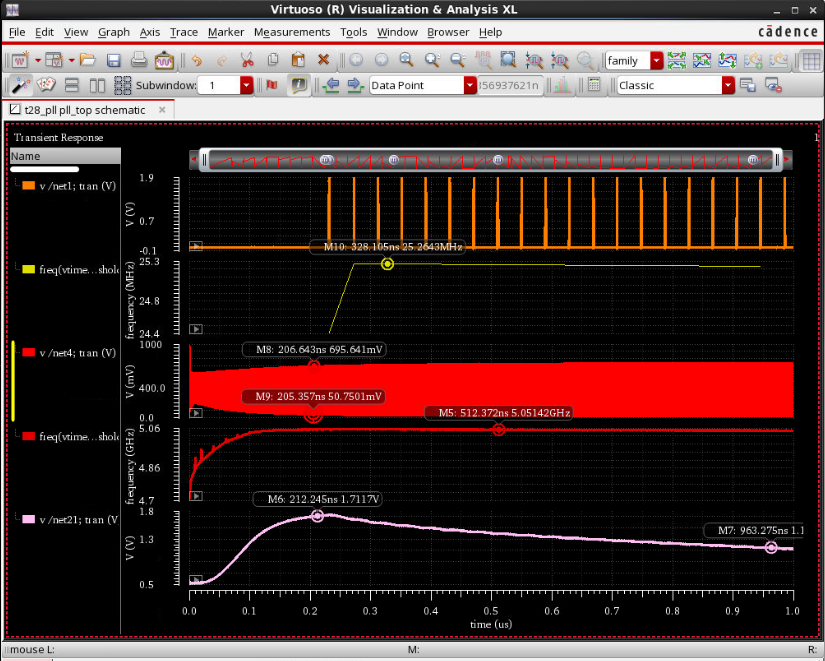 Virtuoso (R) Visualization & Analysis XL
File Edit View Graph Axis Trace Marker Measurements Tools Window Browser Help
cādence
family
Subwindow: 1
Data Point
56937621n
Classic
t28_pll pll_top schematic
Transient Response
1
Name
v /net1; tran (V)
V (V)
1.9
0.7
-0.1
M10: 328.105ns 25.2643MHz
freq(vtime...shold
frequency (MHz)
25.3
24.8
24.4
v /net4; tran (V)
V (mV)
1000
400.0
0.0
M8: 206.643ns 695.641mV
M9: 205.357ns 50.7501mV
M5: 512.372ns 5.05142GHz
freq(vtime...shold
frequency (GHz)
5.06
4.86
4.7
M6: 212.245ns 1.7117V
v /net21; tran (V
V (V)
1.8
1.3
0.5
M7: 963.275ns 1.1
0.0 0.1 0.2 0.3 0.4 0.5 0.6 0.7 0.8 0.9 1.0
time (us)
mouse L: M: R: